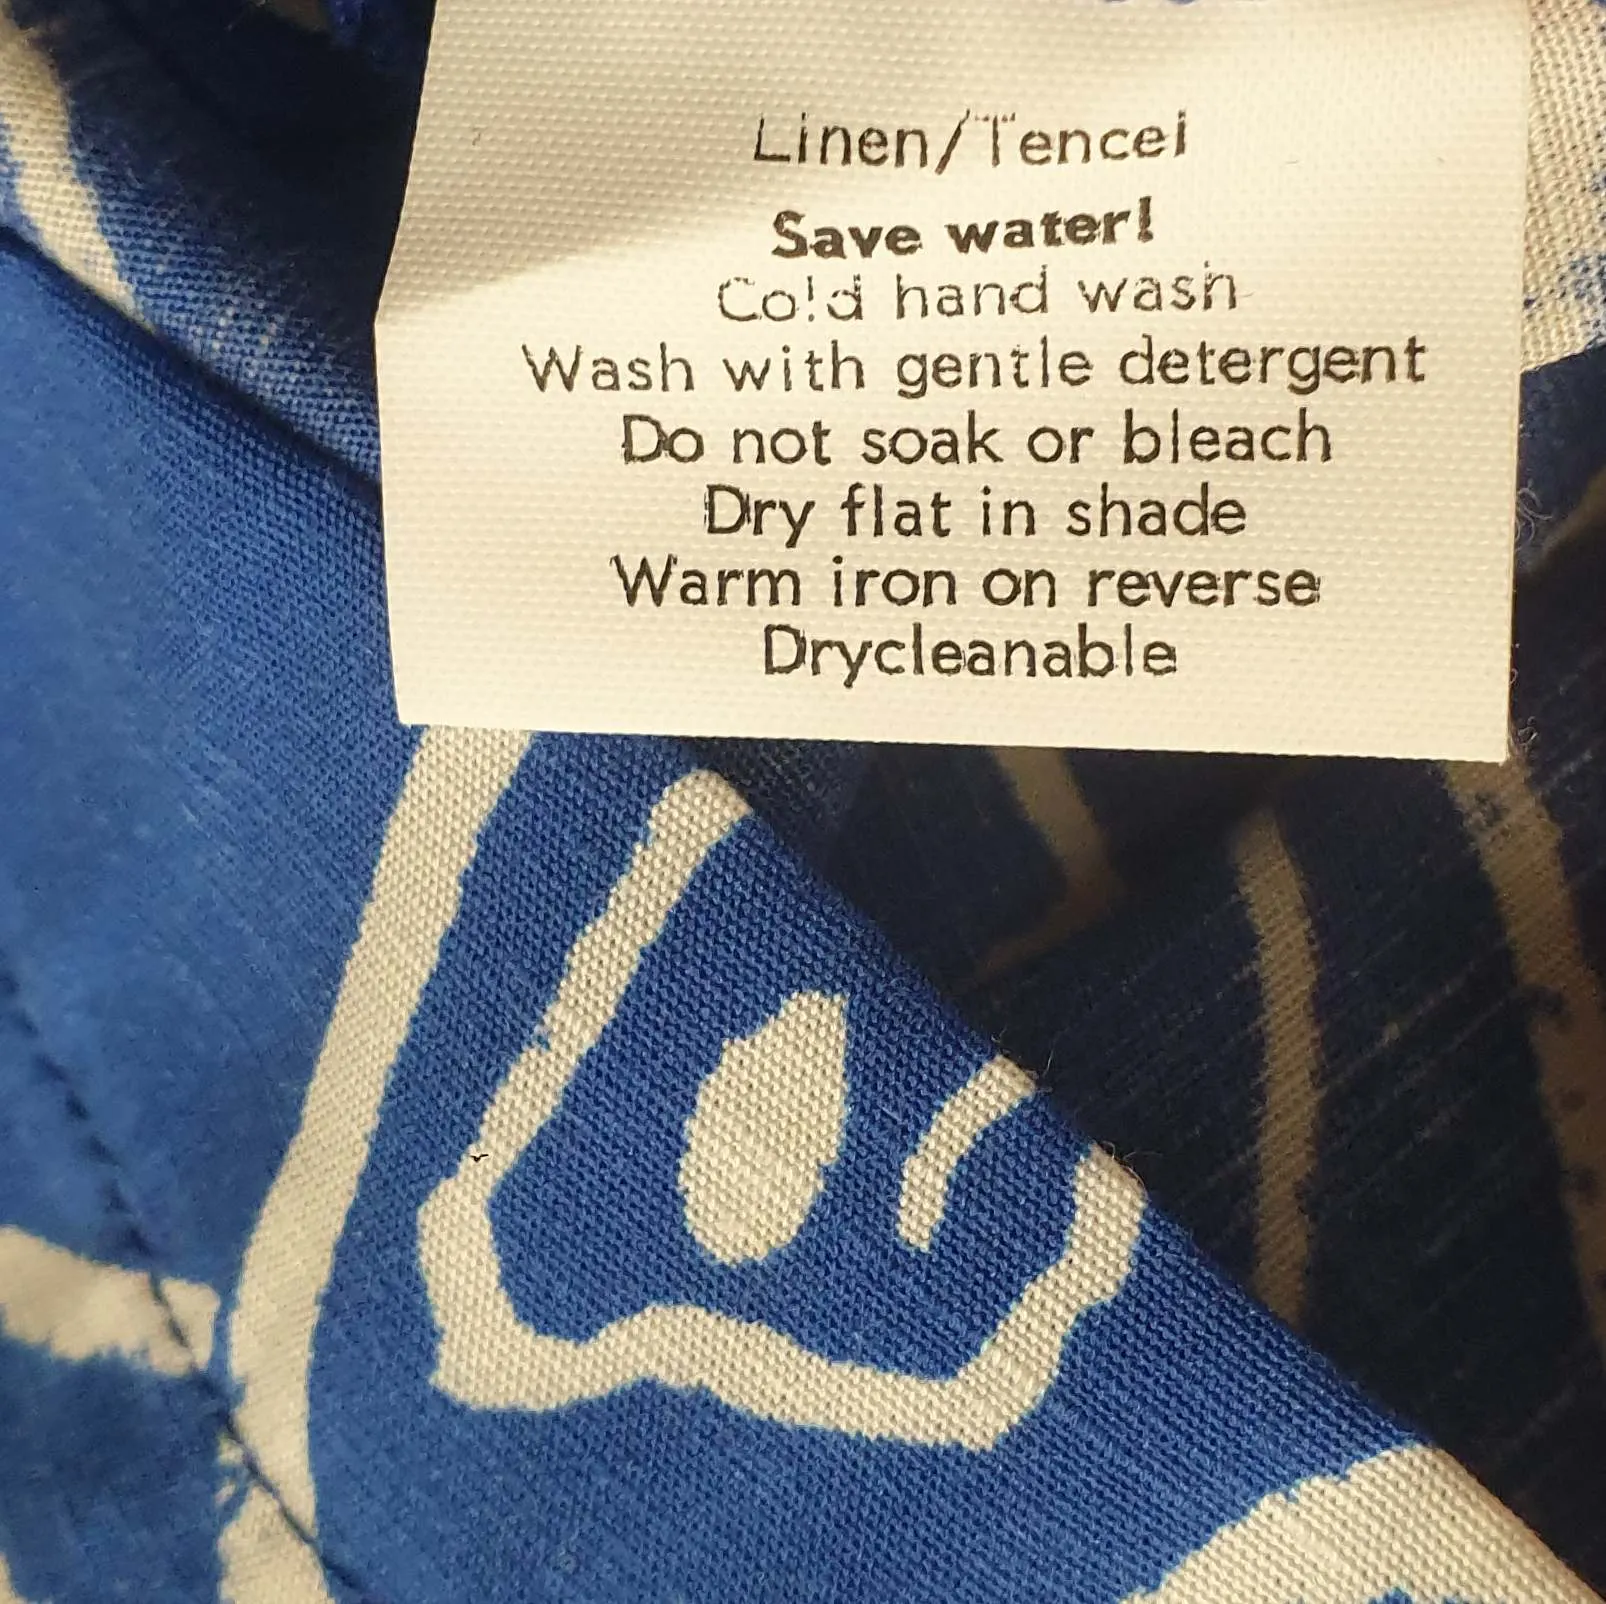 Linen/Tencel
Save water!
Cold hand wash
Wash with gentle detergent
Do not soak or bleach
Dry flat in shade
Warm iron on reverse
Drycleanable